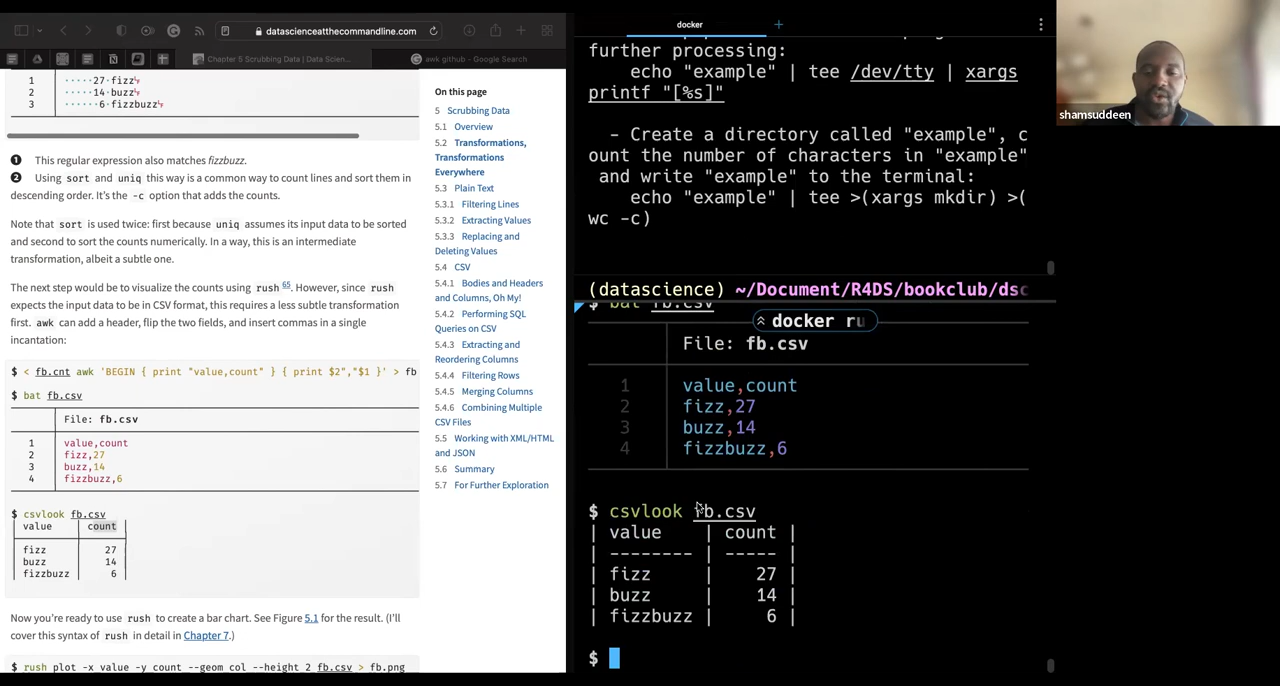 datascienceatthecommandline.com
Chapter 5 Scrubbing Data | Data Scien...
awk github - Google Search
1 ·····27·fizz
2 ·····14·buzz
3 ······6·fizzbuzz
❶ This regular expression also matches fizzbuzz.
❷ Using sort and uniq this way is a common way to count lines and sort them in
descending order. It's the -c option that adds the counts.
Note that sort is used twice: first because uniq assumes its input data to be sorted
and second to sort the counts numerically. In a way, this is an intermediate
transformation, albeit a subtle one.
The next step would be to visualize the counts using rush 65. However, since rush
expects the input data to be in CSV format, this requires a less subtle transformation
first. awk can add a header, flip the two fields, and insert commas in a single
incantation:
$ < fb.cnt awk 'BEGIN { print "value,count" } { print $2","$1 }' > fb
$ bat fb.csv
File: fb.csv
1 value,count
2 fizz,27
3 buzz,14
4 fizzbuzz,6
$ csvlook fb.csv
value count
fizz 27
buzz 14
fizzbuzz 6
Now you're ready to use rush to create a bar chart. See Figure 5.1 for the result. (I'll
cover this syntax of rush in detail in Chapter 7.)
$ rush plot -x value -y count --geom col --height 2 fb.csv > fb.png
On this page
5 Scrubbing Data
5.1 Overview
5.2 Transformations,
Transformations
Everywhere
5.3 Plain Text
5.3.1 Filtering Lines
5.3.2 Extracting Values
5.3.3 Replacing and
Deleting Values
5.4 CSV
5.4.1 Bodies and Headers
and Columns, Oh My!
5.4.2 Performing SQL
Queries on CSV
5.4.3 Extracting and
Reordering Columns
5.4.4 Filtering Rows
5.4.5 Merging Columns
5.4.6 Combining Multiple
CSV Files
5.5 Working with XML/HTML
and JSON
5.6 Summary
5.7 For Further Exploration
docker
further processing:
echo "example" | tee /dev/tty | xargs
printf "[%s]"
- Create a directory called "example", c
ount the number of characters in "example"
and write "example" to the terminal:
echo "example" | tee >(xargs mkdir) >(
wc -c)
(datascience) ~/Document/R4DS/bookclub/dsc
$ bat fb.csv
docker ru
File: fb.csv
1 value,count
2 fizz,27
3 buzz,14
4 fizzbuzz,6
$ csvlook fb.csv
| value | count |
| -------- | ----- |
| fizz | 27 |
| buzz | 14 |
| fizzbuzz | 6 |
$
shamsuddeen